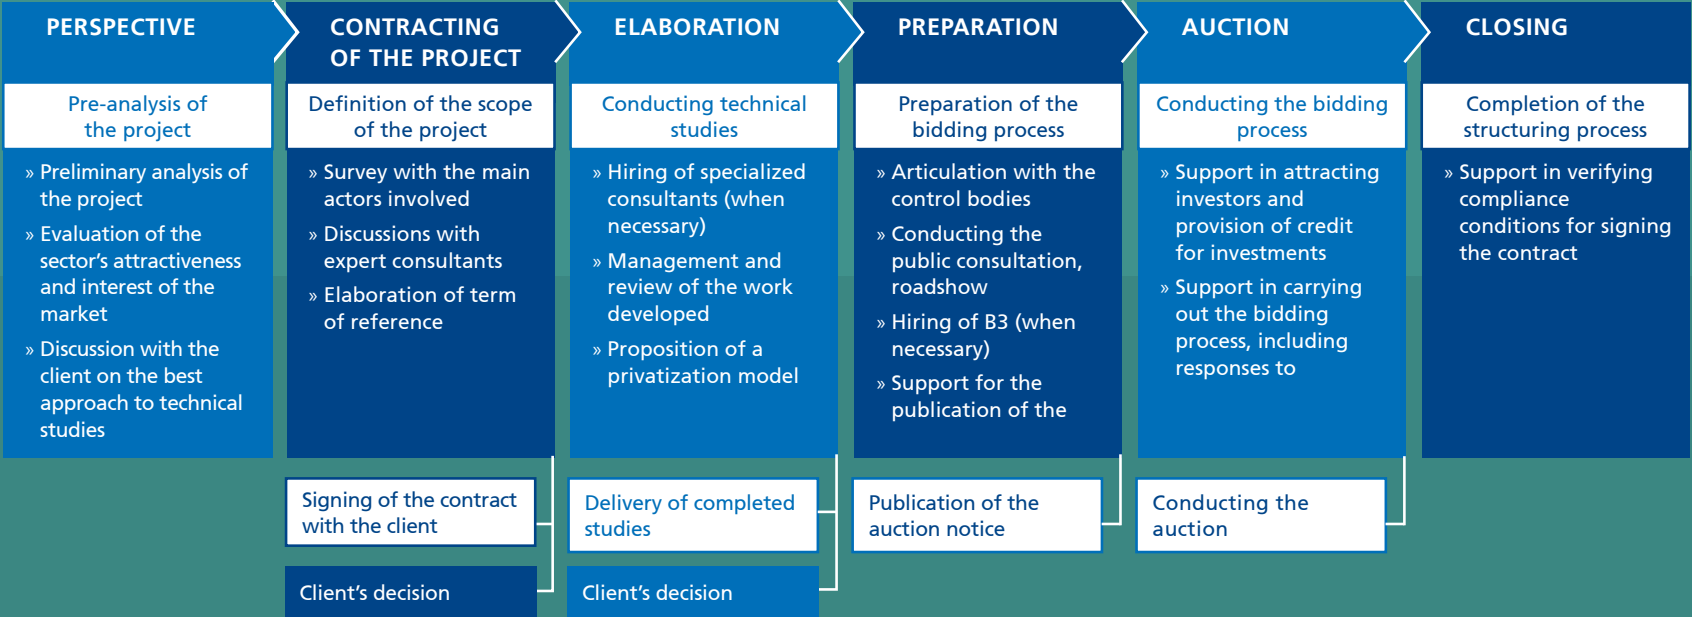 PERSPECTIVE
Pre-analysis of
the project
» Preliminary analysis of
the project
» Evaluation of the
sector’s attractiveness
and interest of the
market
» Discussion with the
client on the best
approach to technical
studies
CONTRACTING
OF THE PROJECT
Definition of the scope
of the project
» Survey with the main
actors involved
» Discussions with
expert consultants
» Elaboration of term
of reference
Signing of the contract
with the client
Client’s decision
ELABORATION
Conducting technical
studies
» Hiring of specialized
consultants (when
necessary)
» Management and
review of the work
developed
» Proposition of a
privatization model
Delivery of completed
studies
Client’s decision
PREPARATION
Preparation of the
bidding process
» Articulation with the
control bodies
» Conducting the
public consultation,
roadshow
» Hiring of B3 (when
necessary)
» Support for the
publication of the
Publication of the
auction notice
AUCTION
Conducting the bidding
process
» Support in attracting
investors and
provision of credit
for investments
» Support in carrying
out the bidding
process, including
responses to
Conducting the
auction
CLOSING
Completion of the
structuring process
» Support in verifying
compliance
conditions for signing
the contract